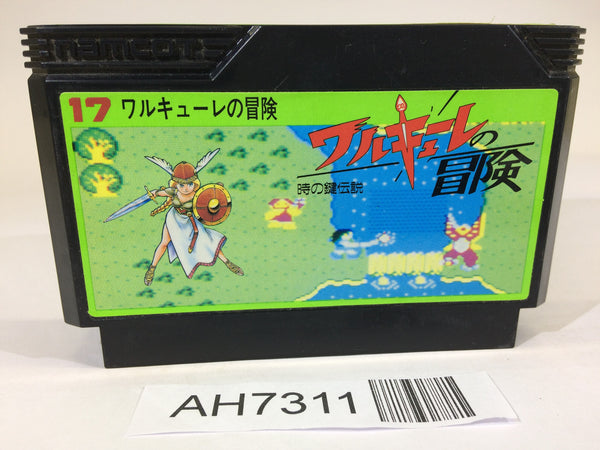 namcot
17 ワルキューレの冒険
ワルキューレの冒険
時の鍵伝説
AH7311